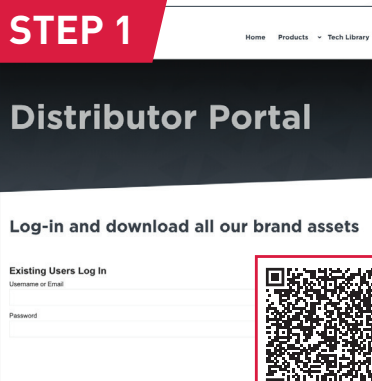 STEP 1
Home Products Tech Library
Distributor Portal
Log-in and download all our brand assets
Existing Users Log In
Username or Email
Password